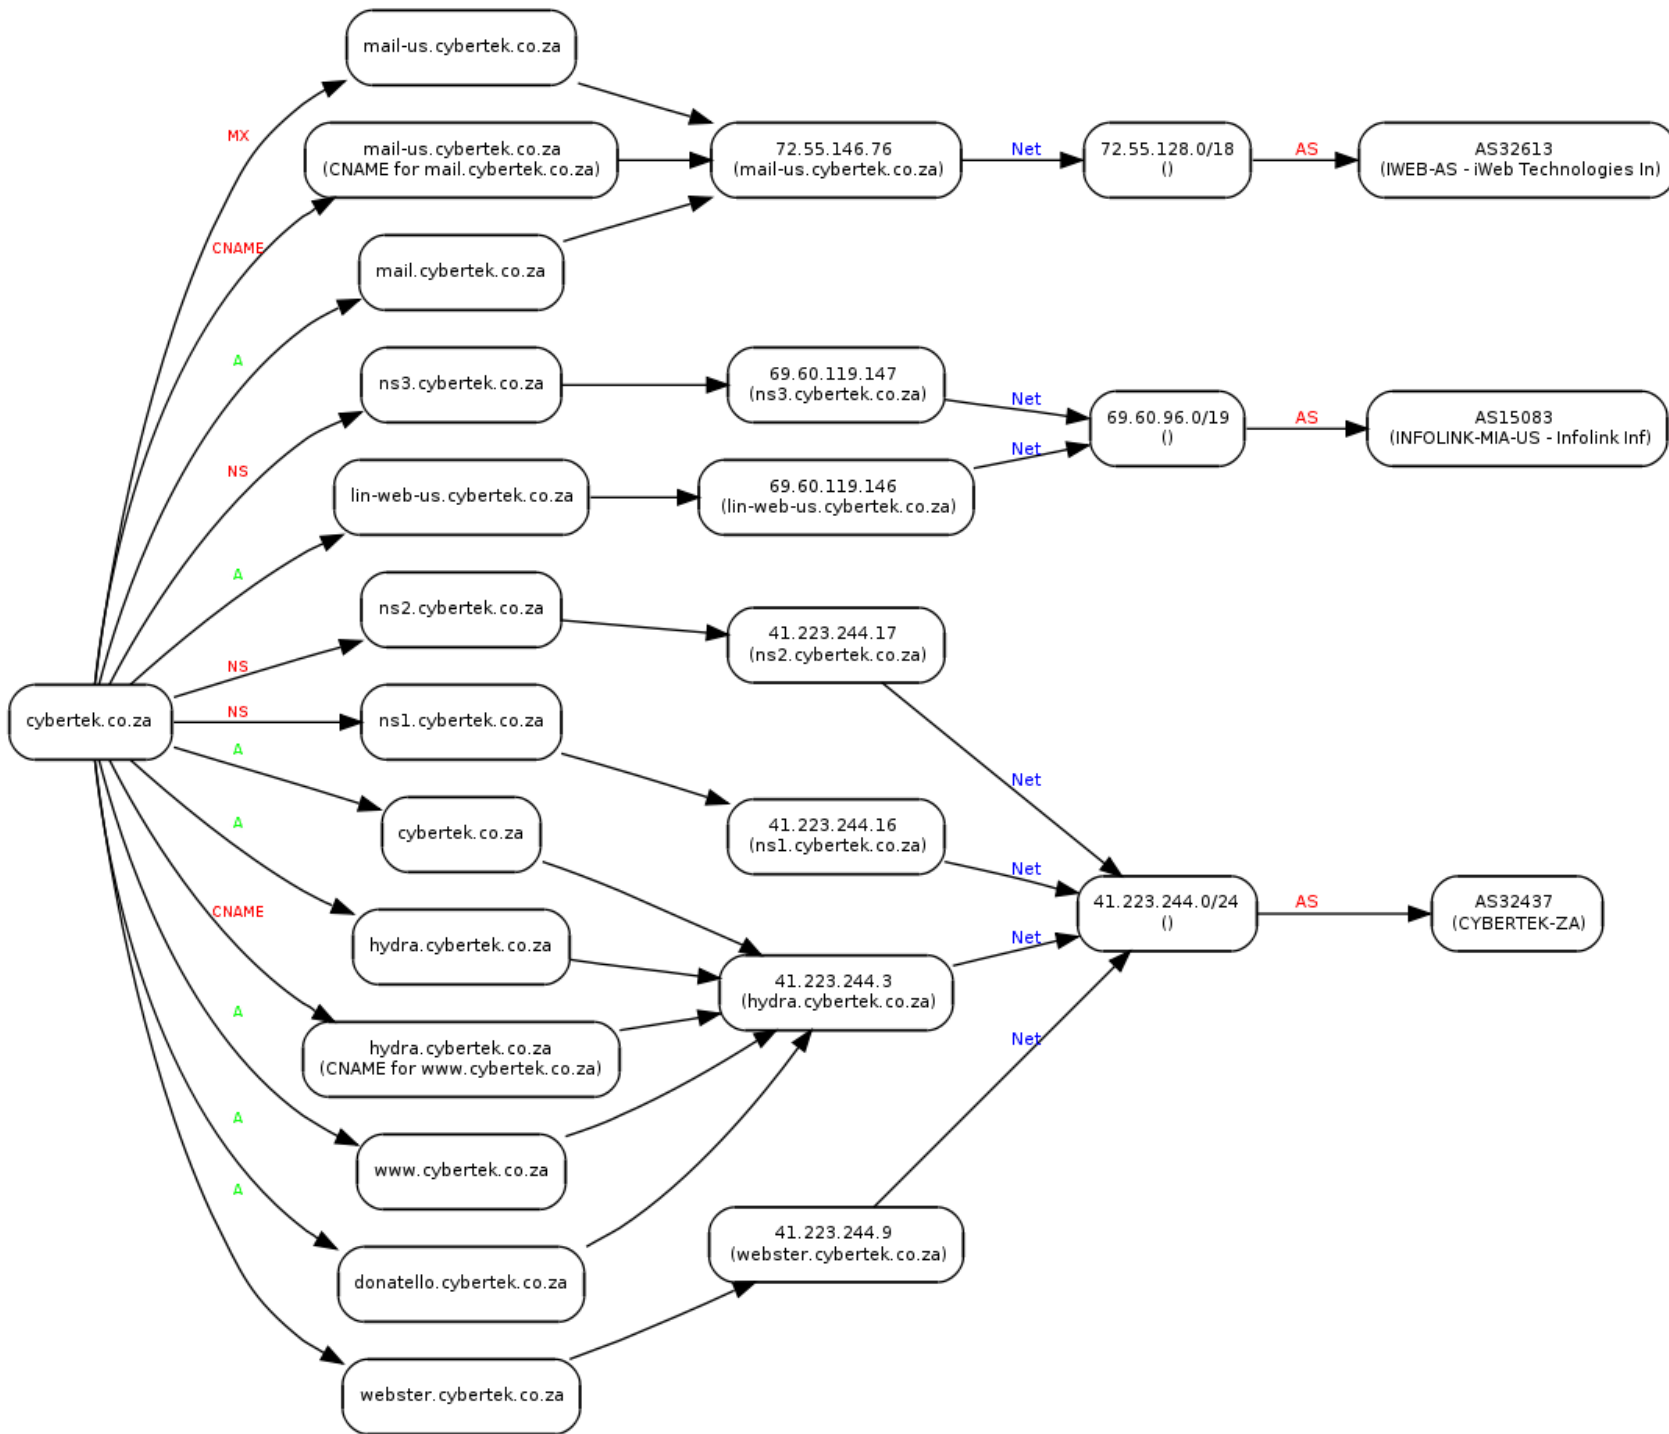 mail-us.cybertek.co.za
MX
mail-us.cybertek.co.za
(CNAME for mail.cybertek.co.za)
72.55.146.76
(mail-us.cybertek.co.za)
Net
72.55.128.0/18
()
AS
AS32613
(IWEB-AS - iWeb Technologies In)
CNAME
mail.cybertek.co.za
A
ns3.cybertek.co.za
69.60.119.147
(ns3.cybertek.co.za)
Net
69.60.96.0/19
()
AS
AS15083
(INFOLINK-MIA-US - Infolink Inf)
NS
Net
lin-web-us.cybertek.co.za
69.60.119.146
(lin-web-us.cybertek.co.za)
A
ns2.cybertek.co.za
41.223.244.17
(ns2.cybertek.co.za)
NS
cybertek.co.za
NS
ns1.cybertek.co.za
A
Net
A
cybertek.co.za
41.223.244.16
(ns1.cybertek.co.za)
Net
41.223.244.0/24
()
AS
AS32437
(CYBERTEK-ZA)
CNAME
hydra.cybertek.co.za
Net
41.223.244.3
(hydra.cybertek.co.za)
A
hydra.cybertek.co.za
(CNAME for www.cybertek.co.za)
Net
A
www.cybertek.co.za
A
41.223.244.9
(webster.cybertek.co.za)
donatello.cybertek.co.za
webster.cybertek.co.za